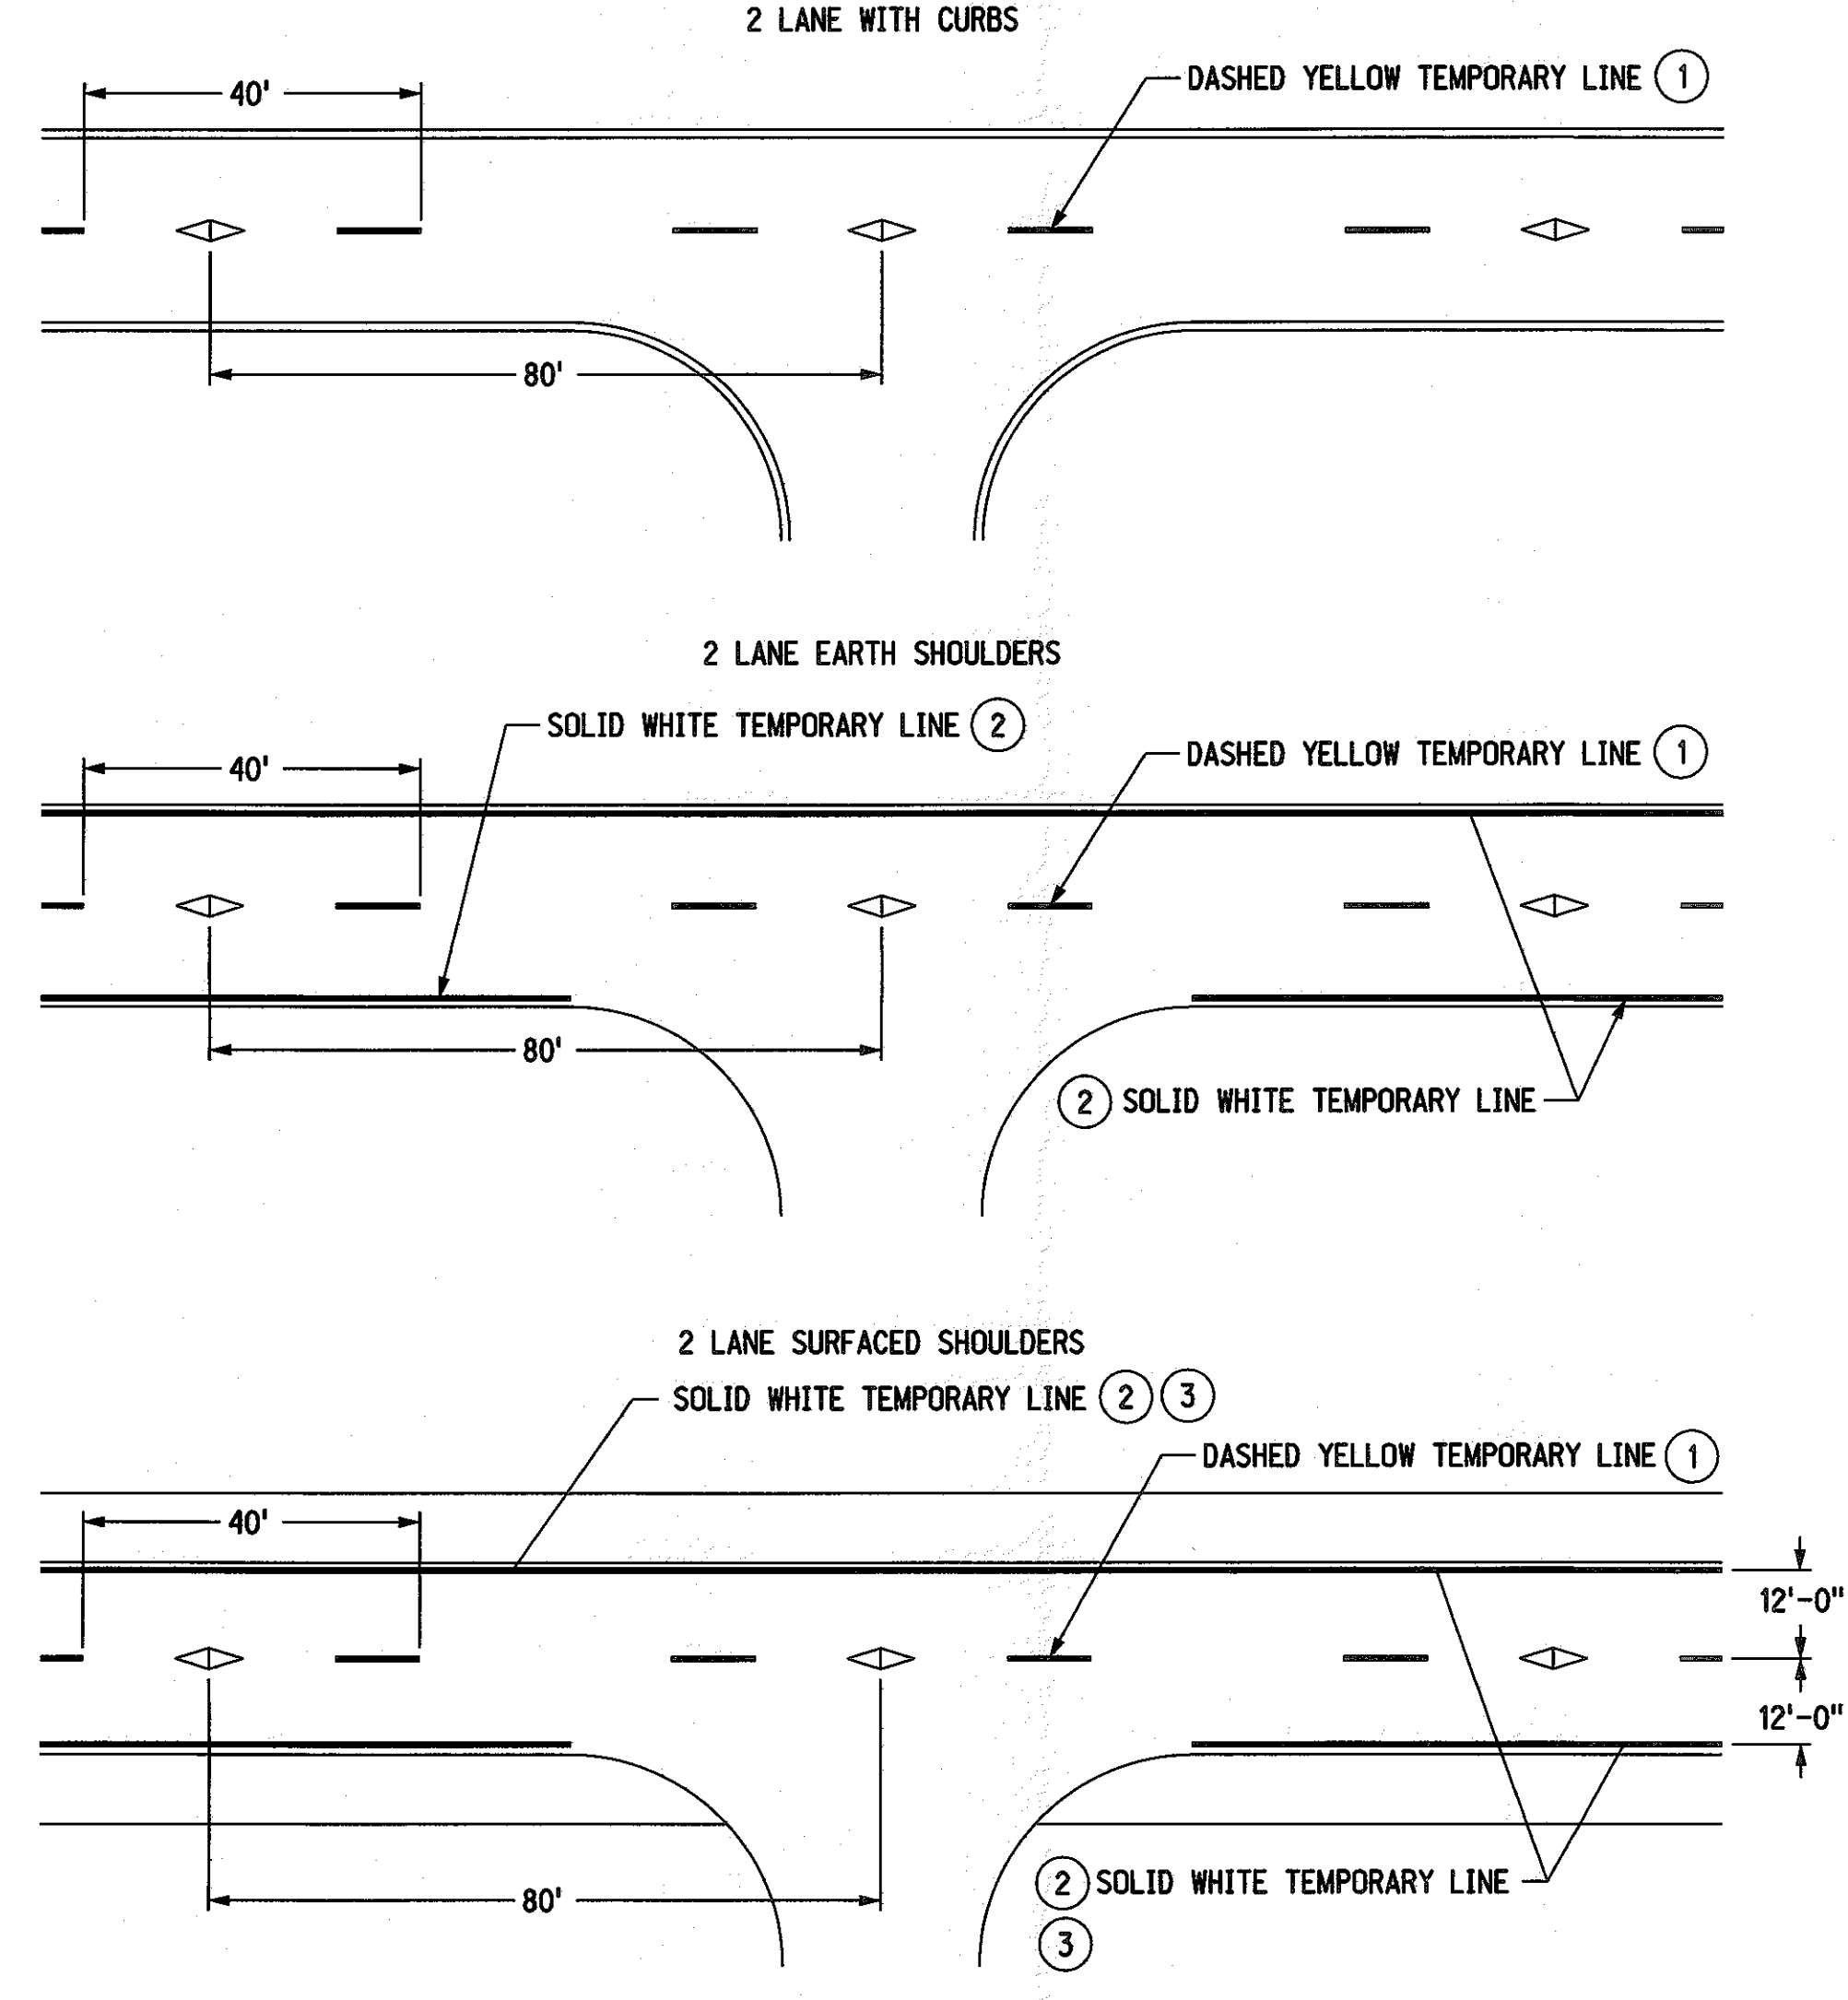 2 LANE WITH CURBS
DASHED YELLOW TEMPORARY LINE 1
40'
80'
2 LANE EARTH SHOULDERS
SOLID WHITE TEMPORARY LINE 2
DASHED YELLOW TEMPORARY LINE 1
40'
80'
2 SOLID WHITE TEMPORARY LINE
2 LANE SURFACED SHOULDERS
SOLID WHITE TEMPORARY LINE 2 3
DASHED YELLOW TEMPORARY LINE 1
40'
12'-0"
12'-0"
80'
2 SOLID WHITE TEMPORARY LINE
3